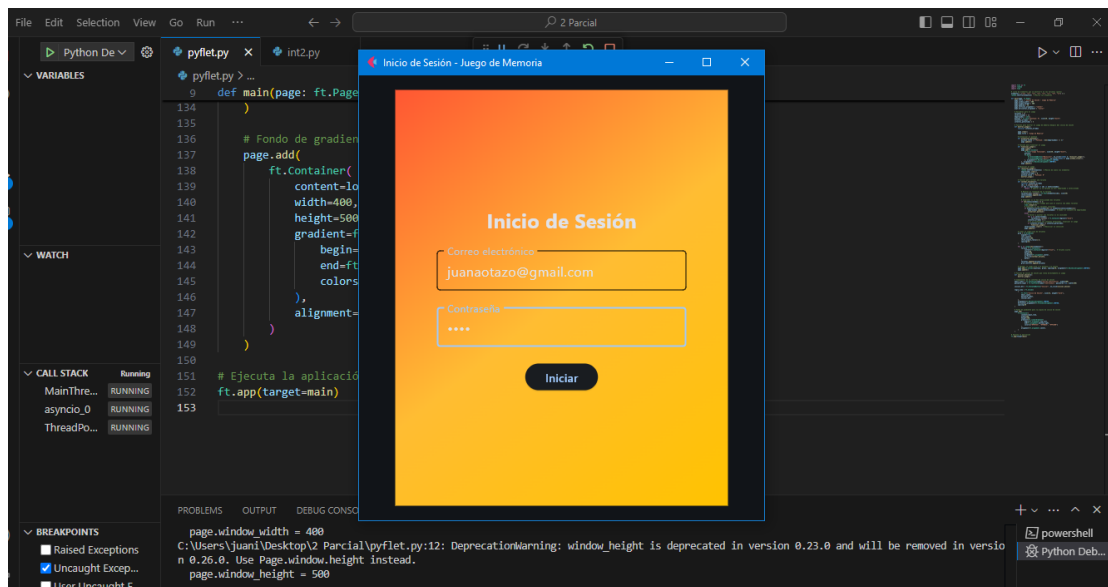 File Edit Selection View Go Run ··· 2 Parcial
Python De pyflet.py int2.py
Inicio de Sesión - Juego de Memoria
VARIABLES
pyflet.py > ...
9 def main(page: ft.Page
134 )
135
136 # Fondo de gradien
137 page.add(
138 ft.Container(
139 content=lo
140 width=400,
141 height=500
142 gradient=f
143 begin=
144 end=ft
145 colors
146 ),
147 alignment=
148 )
149 )
150
151 # Ejecuta la aplicació
152 ft.app(target=main)
153
Inicio de Sesión
Correo electrónico
juanaotazo@gmail.com
Contraseña
••••
Iniciar
WATCH
CALL STACK Running
MainThre... RUNNING
asyncio_0 RUNNING
ThreadPo... RUNNING
BREAKPOINTS
Raised Exceptions
Uncaught Excep...
PROBLEMS OUTPUT DEBUG CONSO
page.window_width = 400
C:\Users\juani\Desktop\2 Parcial\pyflet.py:12: DeprecationWarning: window_height is deprecated in version 0.23.0 and will be removed in versio
n 0.26.0. Use Page.window.height instead.
page.window_height = 500
powershell
Python Deb...